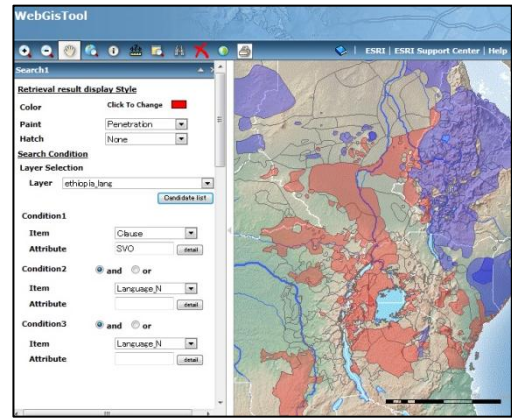 WebGisTool
ESRI | ESRI Support Center | Help
Search1
Retrieval result display Style
Color Click To Change
Paint Penetration
Hatch None
Search Condition
Layer Selection
Layer ethiopia_lang
Candidate list
Condition1
Item Clause
Attribute SVO detail
Condition2 and or
Item Language_N
Attribute detail
Condition3 and or
Item Language_N
Attribute detail